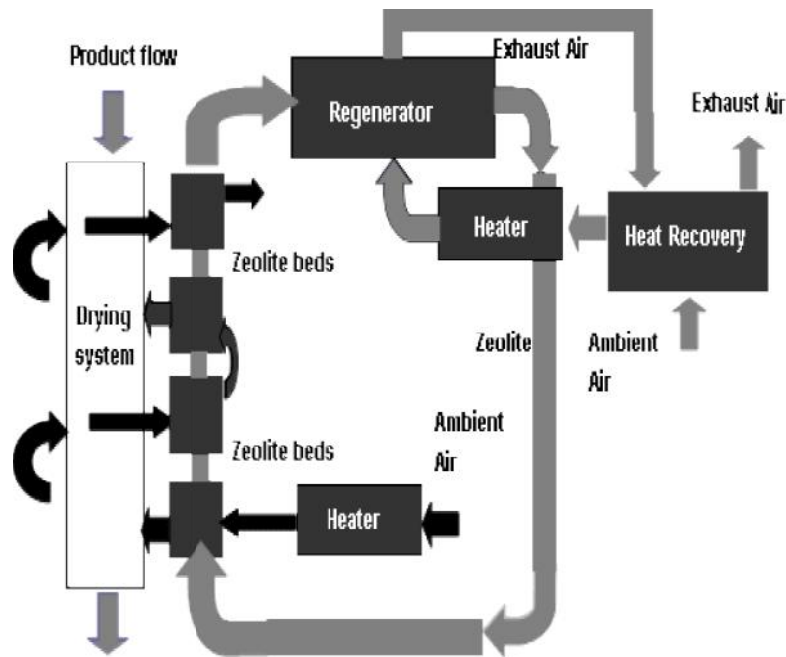 Product flow
Exhaust Air
Regenerator
Exhaust Air
Heater
Heat Recovery
Zeolite beds
Drying
system
Zeolite
Ambient
Air
Ambient
Air
Zeolite beds
Heater